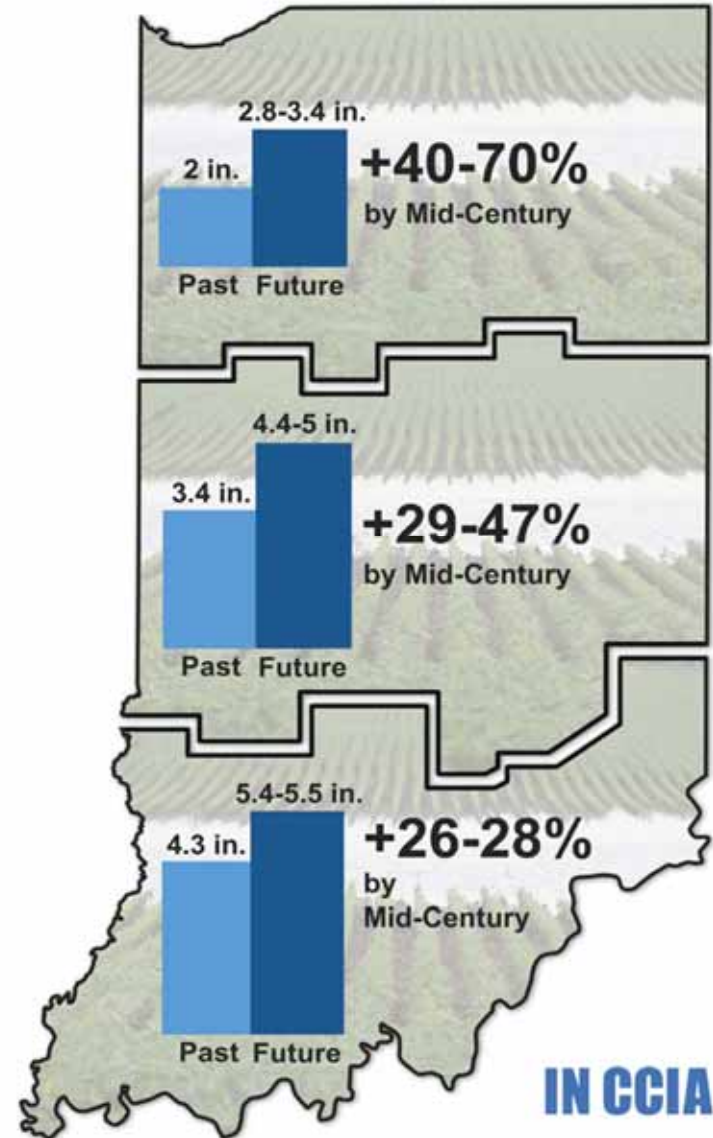 2.8-3.4 in.
2 in.
+40-70%
by Mid-Century
Past Future
4.4-5 in.
3.4 in.
+29-47%
by Mid-Century
Past Future
5.4-5.5 in.
4.3 in.
+26-28%
by
Mid-Century
Past Future
IN CCIA